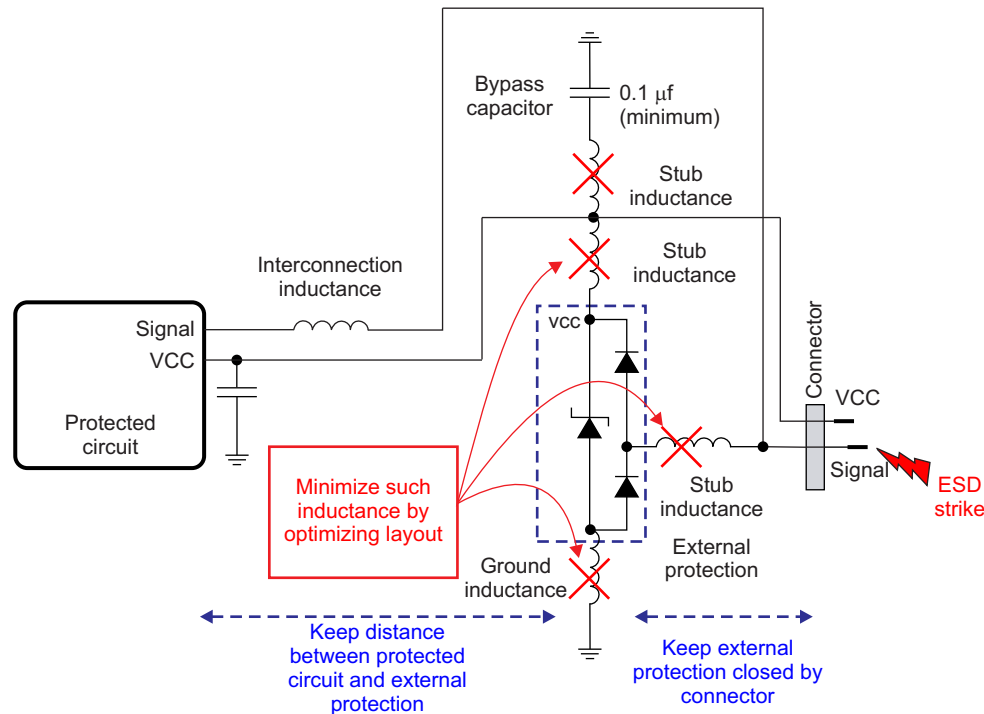 Bypass
capacitor
0.1 μf
(minimum)
Stub
inductance
Stub
inductance
Interconnection
inductance
Signal
VCC
Protected
circuit
vcc
Connector
VCC
Signal
ESD
strike
Minimize such
inductance by
optimizing layout
Stub
inductance
External
protection
Ground
inductance
Keep distance
between protected
circuit and external
protection
Keep external
protection closed by
connector